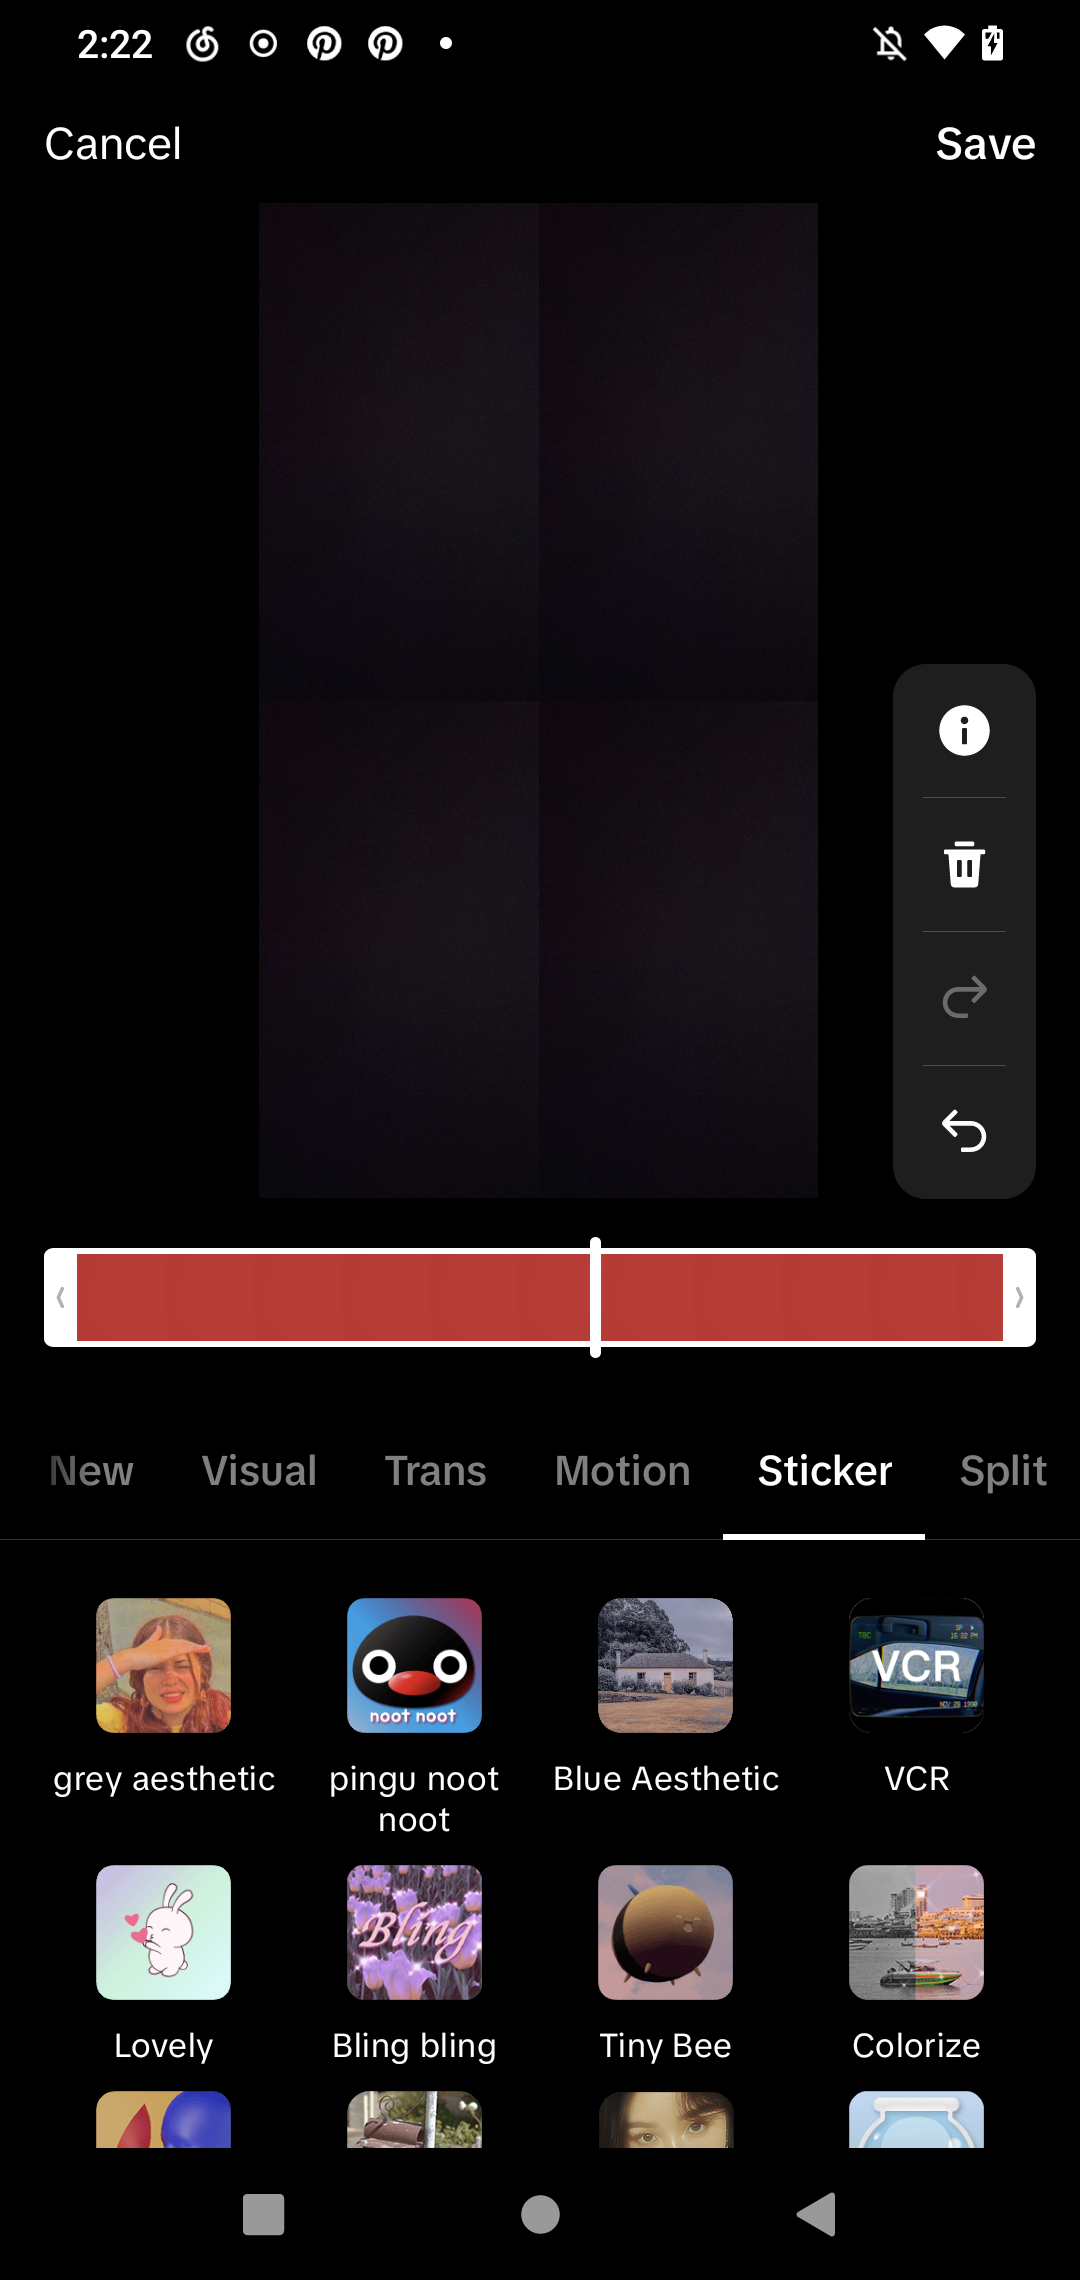 2:22
Cancel
Save
New
Visual
Trans
Motion
Sticker
Split
noot noot
VCR
grey aesthetic
pingu noot
noot
Blue Aesthetic
VCR
Bling
Lovely
Bling bling
Tiny Bee
Colorize